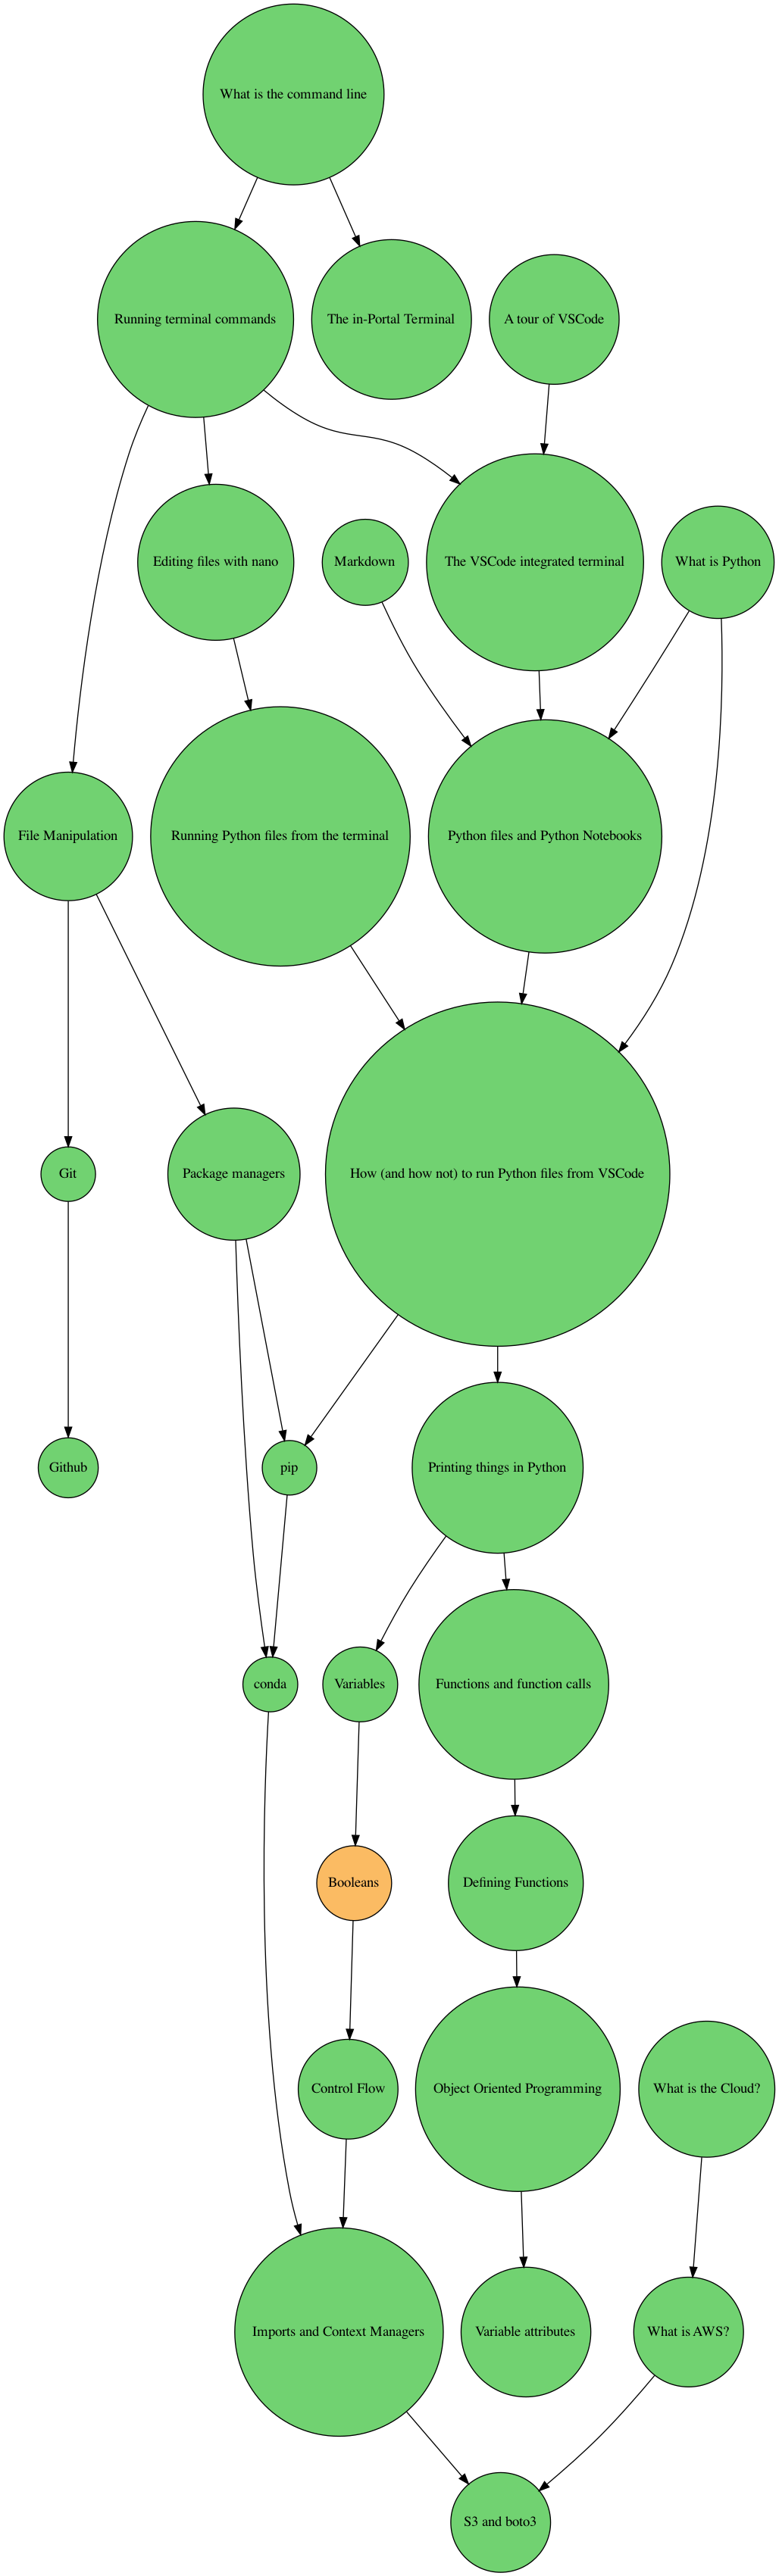 What is the command line
Running terminal commands
The in-Portal Terminal
A tour of VSCode
Editing files with nano
Markdown
The VSCode integrated terminal
What is Python
File Manipulation
Running Python files from the terminal
Python files and Python Notebooks
Git
Package managers
How (and how not) to run Python files from VSCode
Github
pip
Printing things in Python
conda
Variables
Functions and function calls
Booleans
Defining Functions
Control Flow
Object Oriented Programming
What is the Cloud?
Imports and Context Managers
Variable attributes
What is AWS?
S3 and boto3